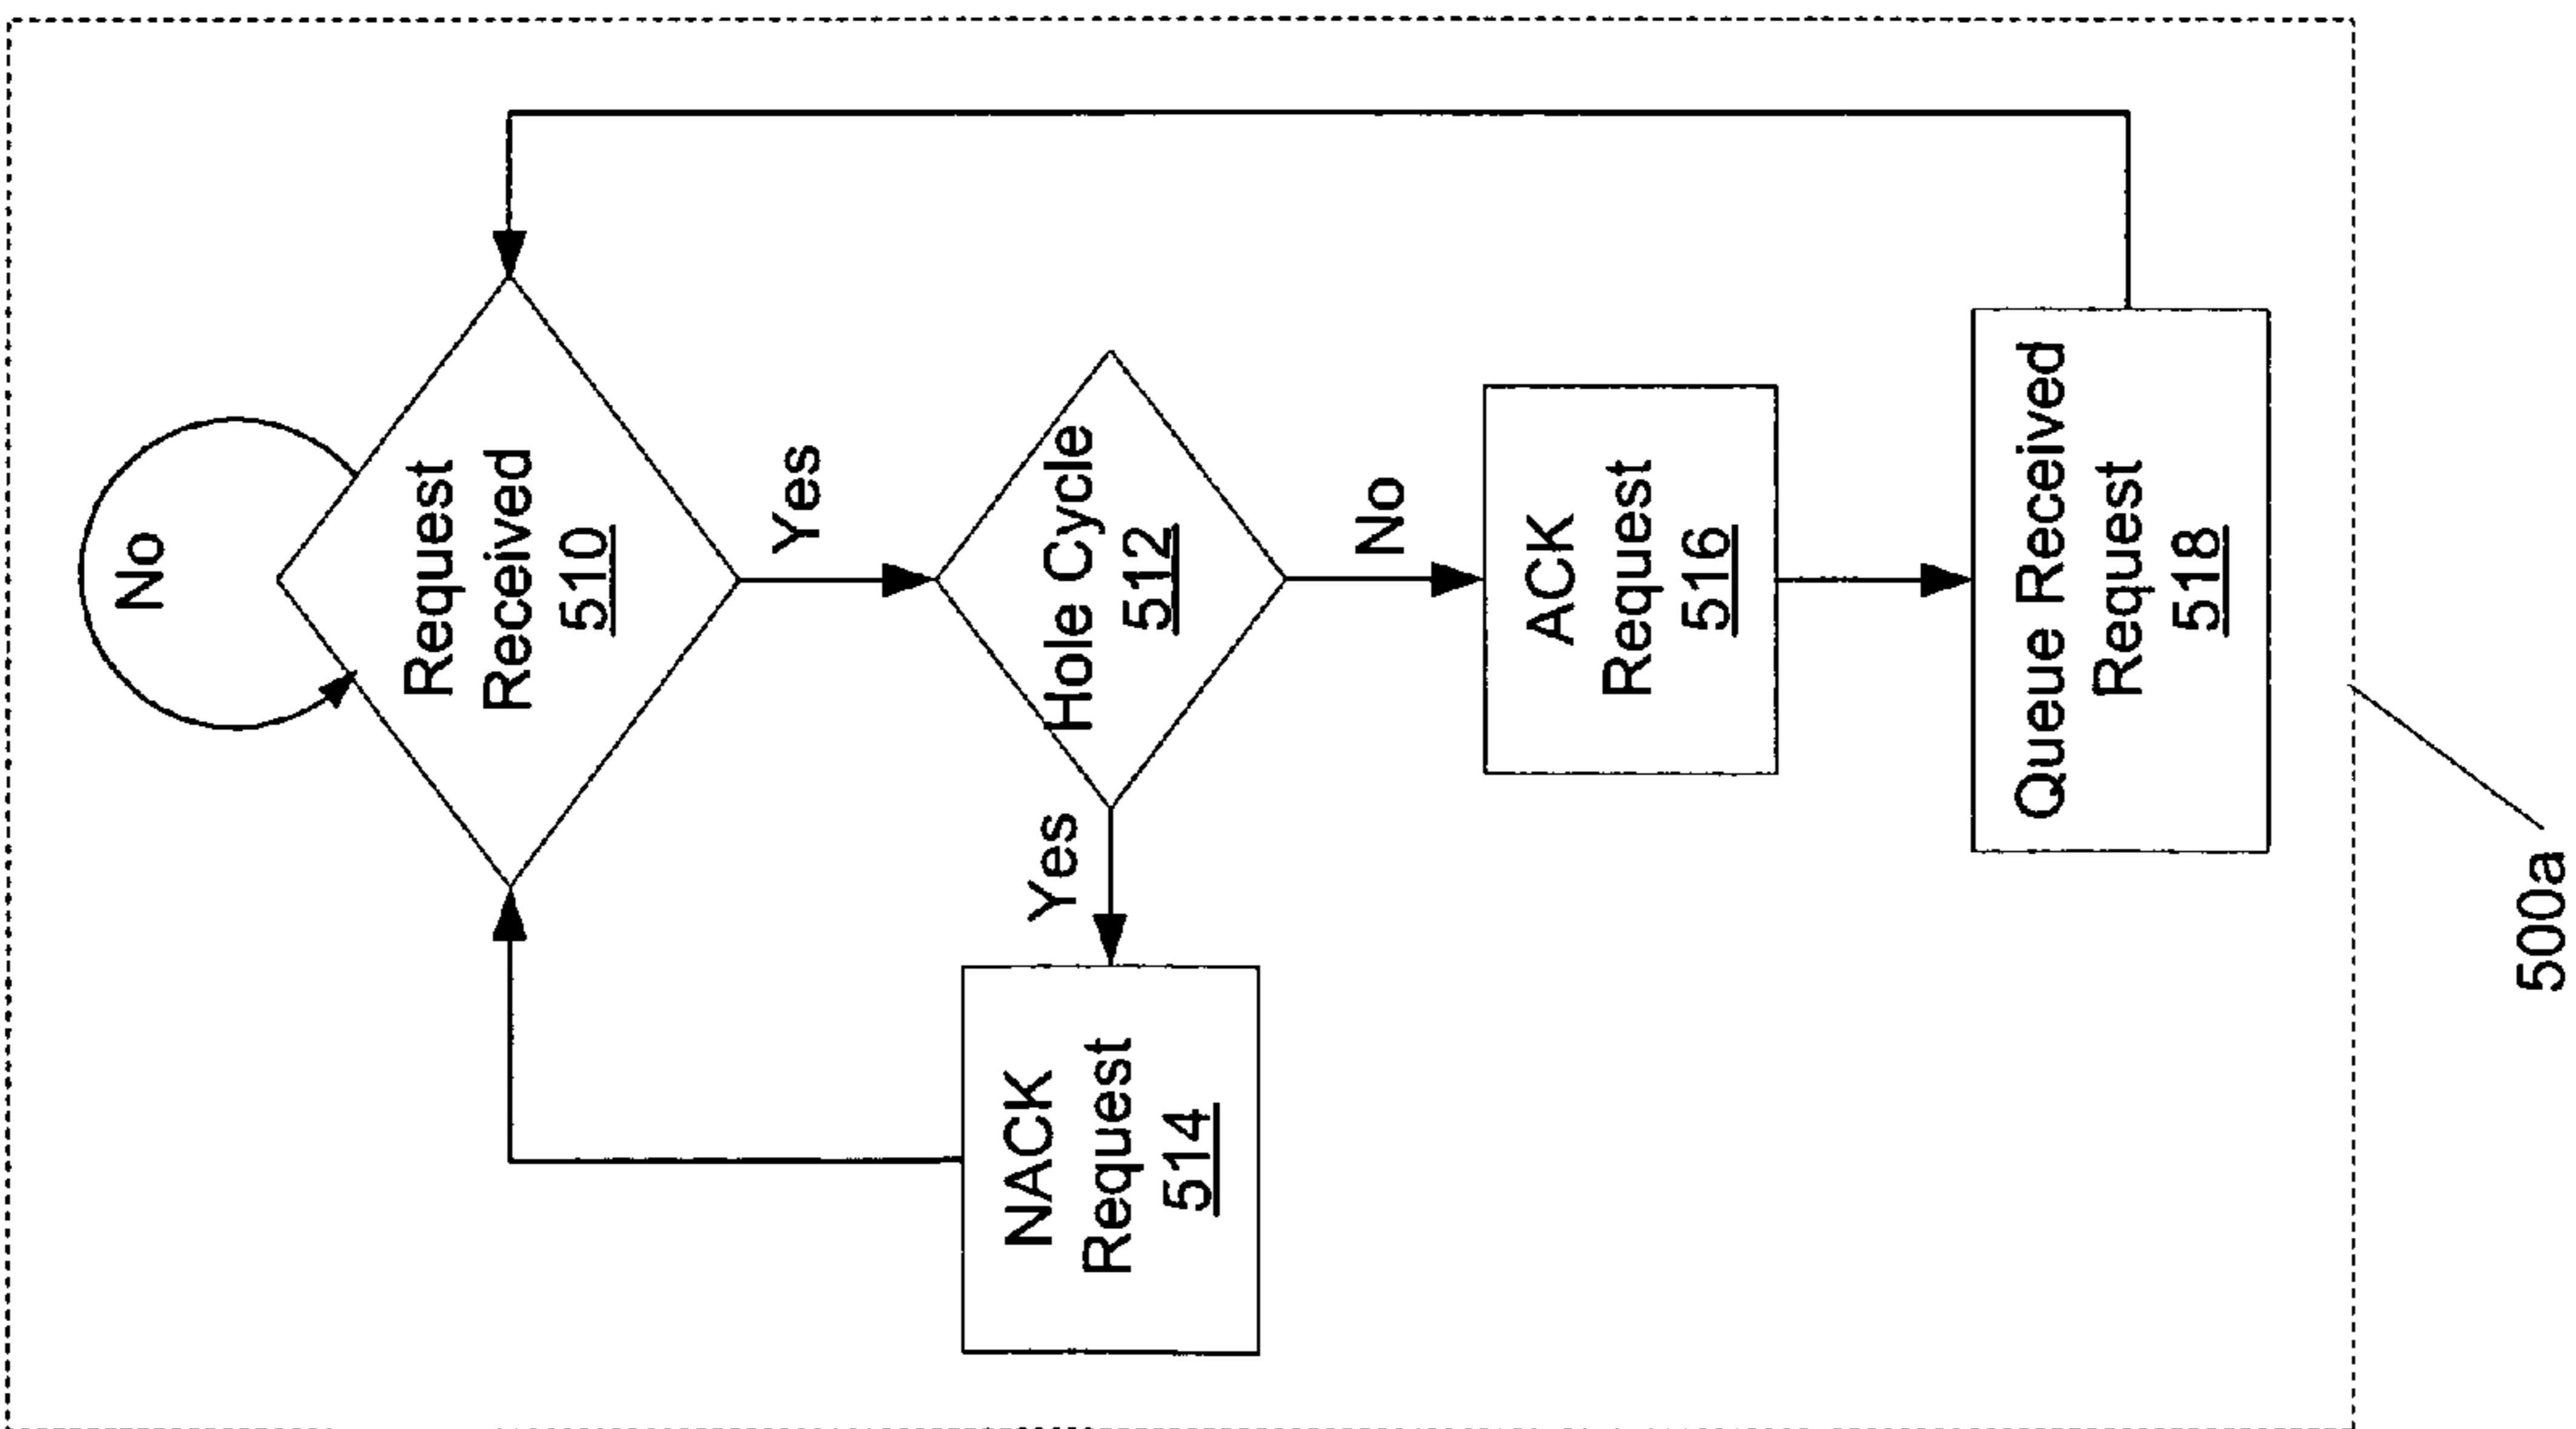 No
Request
Received
510
Yes
Hole Cycle
512
Yes
NACK
Request
514
No
ACK
Request
516
Queue Received
Request
518
500a